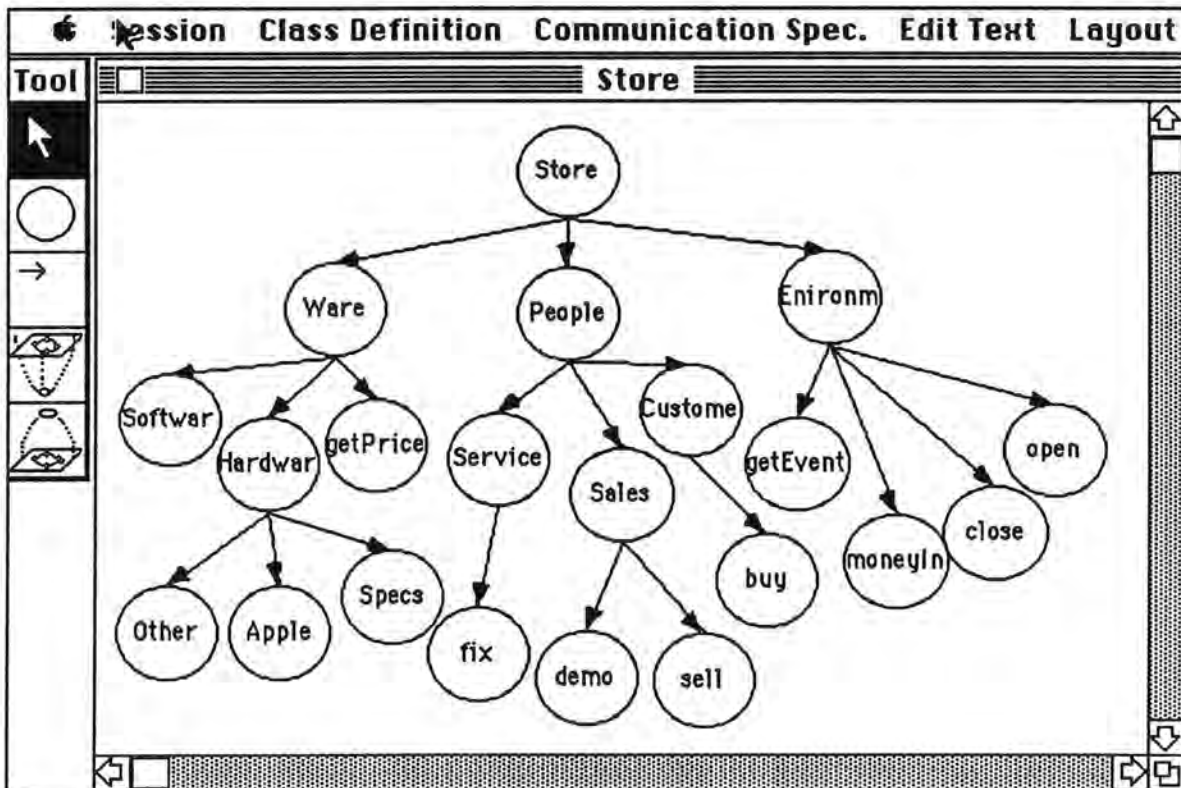 Session Class Definition Communication Spec. Edit Text Layout
Tool
Store
Store
Ware
People
Enironm
Softwar
Hardwar
getPrice
Service
Sales
Custome
getEvent
moneyIn
close
open
Other
Apple
Specs
fix
demo
sell
buy